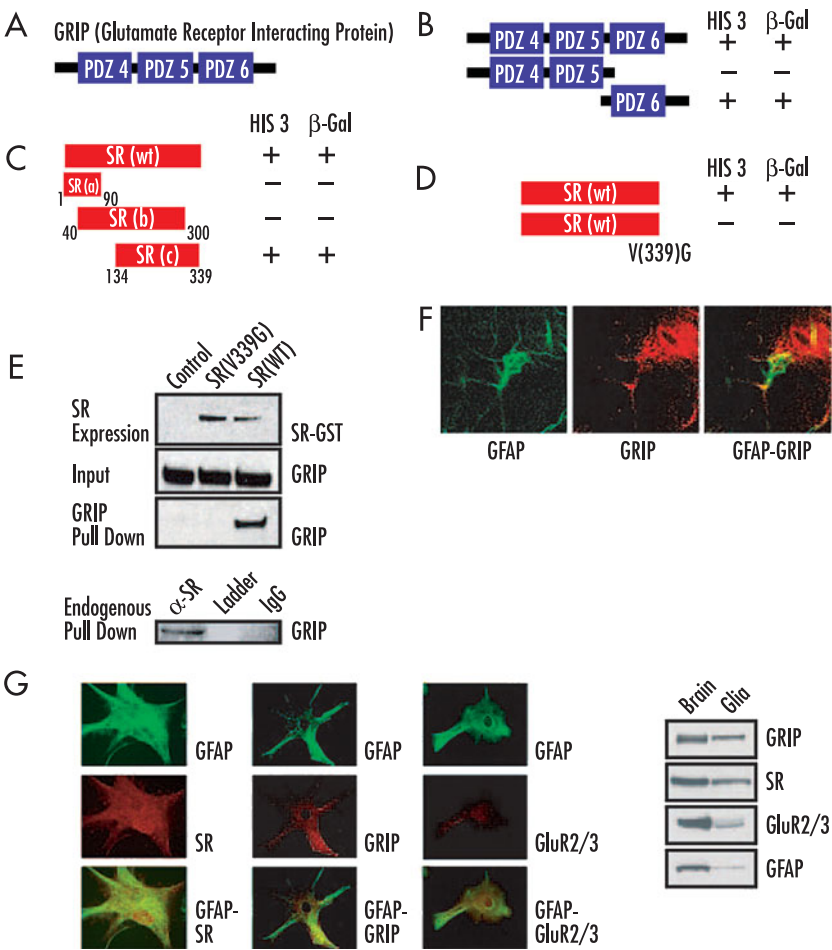 A
GRIP (Glutamate Receptor Interacting Protein)
PDZ 4 PDZ 5 PDZ 6
B
HIS 3 β-Gal
PDZ 4 PDZ 5 PDZ 6 + +
PDZ 4 PDZ 5 − −
PDZ 6 + +
C
HIS 3 β-Gal
SR (wt) + +
SR (a) − −
1 90
SR (b) − −
40 300
SR (c) + +
134 339
D
HIS 3 β-Gal
SR (wt) + +
SR (wt) − −
V(339)G
E
Control SR(V339G) SR(WT)
SR Expression SR-GST
Input GRIP
GRIP Pull Down GRIP
α-SR Ladder IgG
Endogenous Pull Down GRIP
F
GFAP GRIP GFAP-GRIP
G
GFAP GFAP GFAP
SR GRIP GluR2/3
GFAP-SR GFAP-GRIP GFAP-GluR2/3
Brain Glia
GRIP
SR
GluR2/3
GFAP